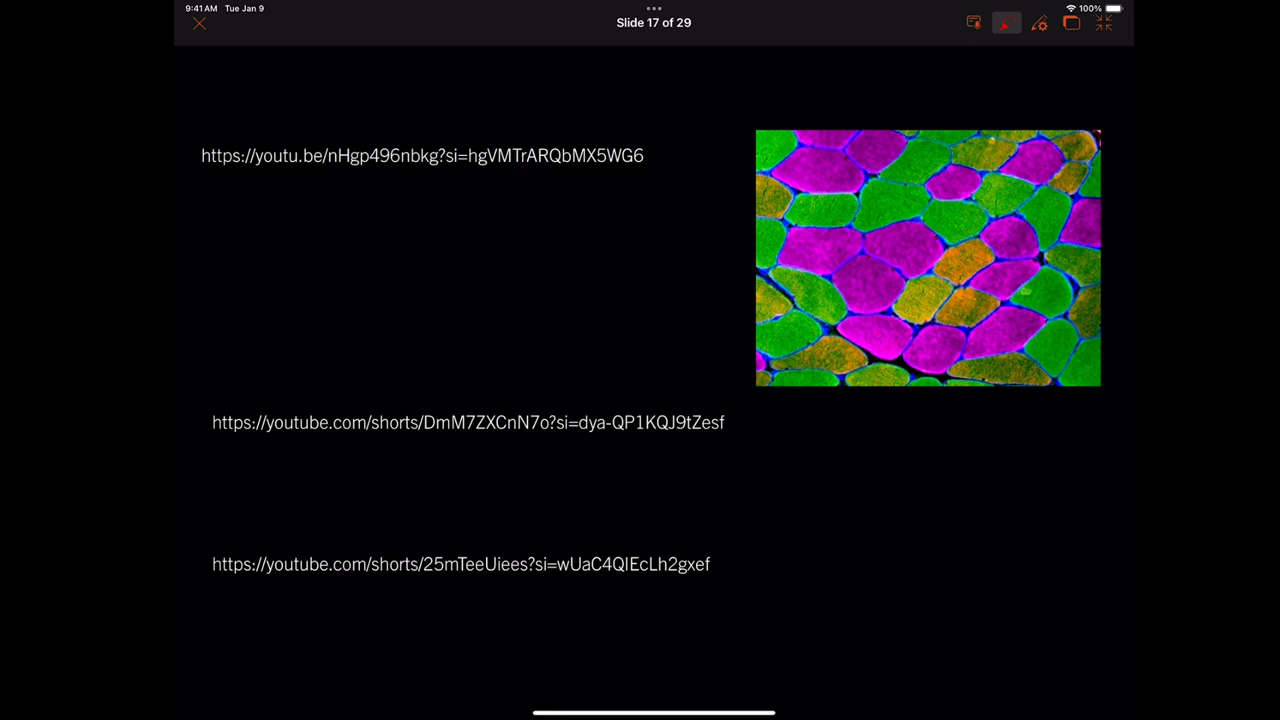 9:41 AM Tue Jan 9
100%
Slide 17 of 29
https://youtu.be/nHgp496nbkg?si=hgVMTrARQbMX5WG6
https://youtube.com/shorts/DmM7ZXCnN7o?si=dya-QP1KQJ9tZesf
https://youtube.com/shorts/25mTeeUiees?si=wUaC4QIEcLh2gxef